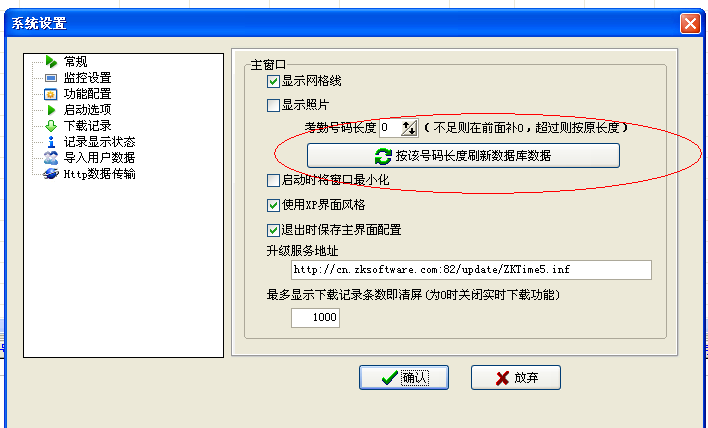 系统设置
常规
监控设置
功能配置
启动选项
下载记录
记录显示状态
导入用户数据
Http数据传输
主窗口
显示网格线
显示照片
考勤号码长度 0 (不足则在前面补0，超过则按原长度)
按该号码长度刷新数据库数据
启动时将窗口最小化
使用XP界面风格
退出时保存主界面配置
升级服务地址
http://cn.zksoftware.com:82/update/ZKTime5.inf
最多显示下载记录条数即清屏(为0时关闭实时下载功能)
1000
确认
放弃